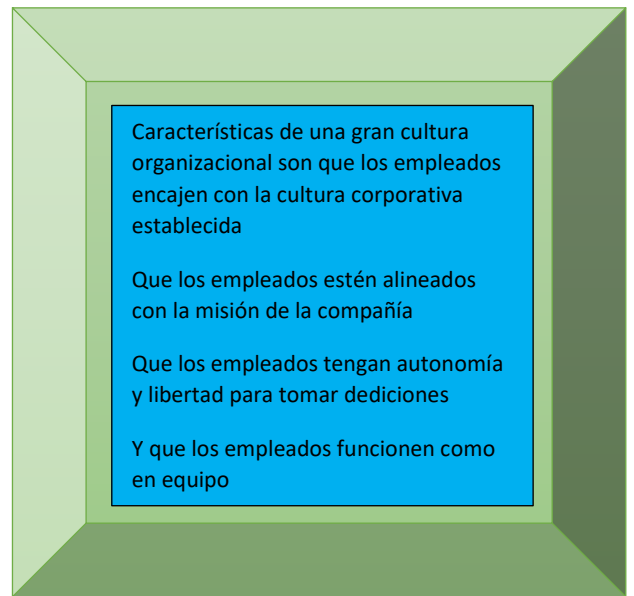 Características de una gran cultura
organizacional son que los empleados
encajen con la cultura corporativa
establecida
Que los empleados estén alineados
con la misión de la compañía
Que los empleados tengan autonomía
y libertad para tomar dediciones
Y que los empleados funcionen como
en equipo